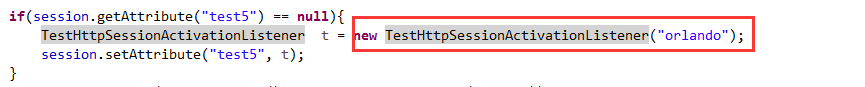 if(session.getAttribute("test5") == null){
TestHttpSessionActivationListener t = new TestHttpSessionActivationListener("orlando");
session.setAttribute("test5", t);
}